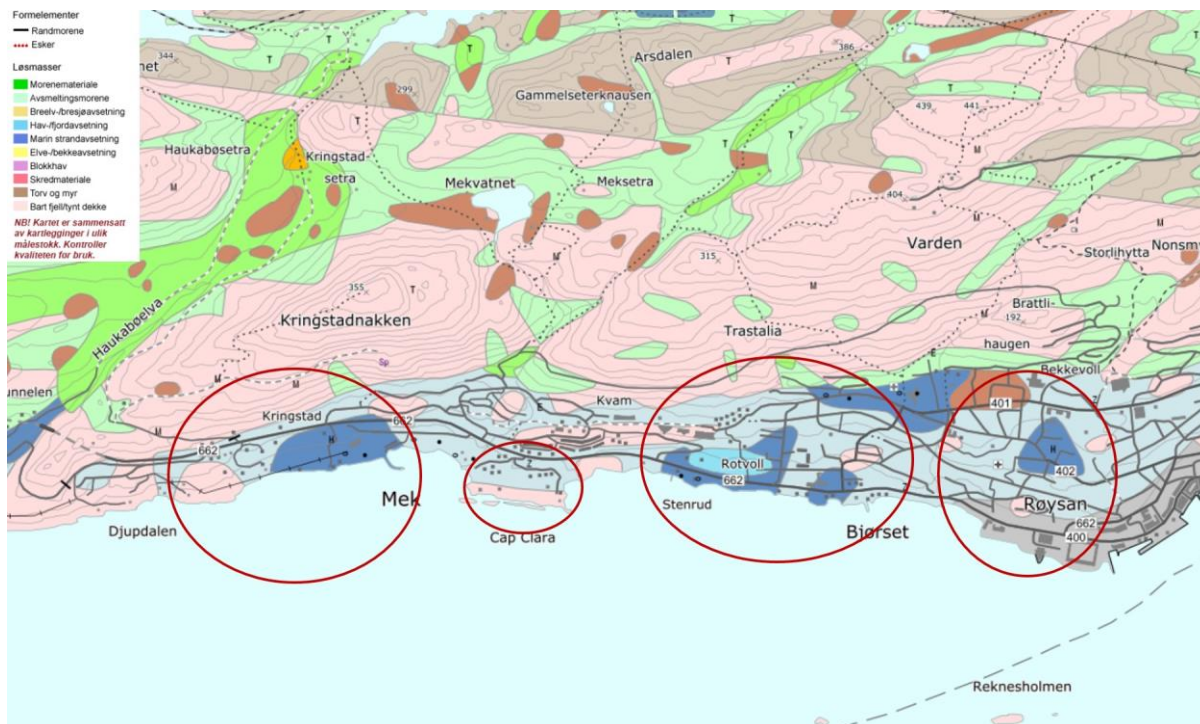 Formelementer
Randmorene
Esker
Løsmasser
Morenemateriale
Avsmeltingsmorene
Breelv-/bresjøavsetning
Hav-/fjordavsetning
Marin strandavsetning
Elve-/bekkeavsetning
Blokkhav
Skredmateriale
Torv og myr
Bart fjell/tynt dekke
NB! Kartet er sammensatt
av kartlegginger i ulik
målestokk. Kontroller
kvaliteten før bruk.
344
T
T
T
386
Arsdalen
T
T
299
Gammelseterknausen
439
441
T
T
Haukabøsetra
Kringstad-
setra
T
M
Mekvatnet
Meksetra
T
404
M
M
Varden
315
Storlihytta
Nonsmy
355
T
M
Haukabøelva
Kringstadnakken
Trastalia
M
192
Brattli-
haugen
Sp
E
Bekkevoll
unnelen
M
M
Kringstad
662
E
Kvam
401
Z
M
662
H
Z
Rotvoll
662
H
402
Mek
Stenrud
Røysan
Djupdalen
Cap Clara
Bjørset
662
400
Reknesholmen